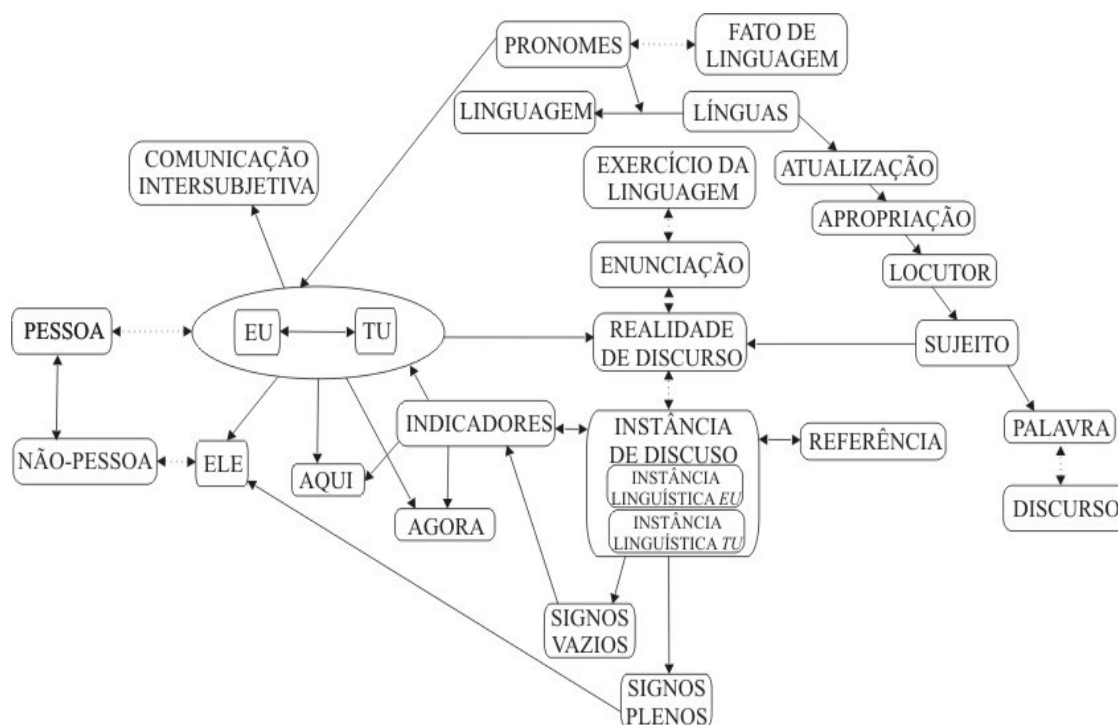 PRONOMES
FATO DE
LINGUAGEM
LINGUAGEM
LÍNGUAS
COMUNICAÇÃO
INTERSUBJETIVA
EXERCÍCIO DA
LINGUAGEM
ATUALIZAÇÃO
APROPRIAÇÃO
ENUNCIAÇÃO
LOCUTOR
PESSOA
EU
TU
REALIDADE
DE DISCURSO
SUJEITO
INDICADORES
INSTÂNCIA
DE DISCUSO
INSTÂNCIA
LINGUÍSTICA EU
INSTÂNCIA
LINGUÍSTICA TU
REFERÊNCIA
PALAVRA
NÃO-PESSOA
ELE
AQUI
AGORA
DISCURSO
SIGNOS
VAZIOS
SIGNOS
PLENOS